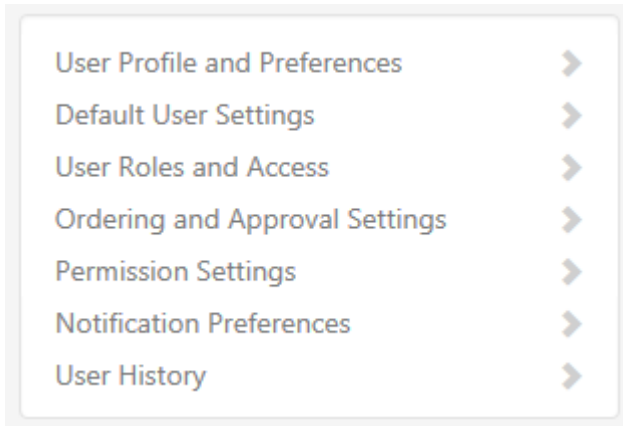 User Profile and Preferences
Default User Settings
User Roles and Access
Ordering and Approval Settings
Permission Settings
Notification Preferences
User History